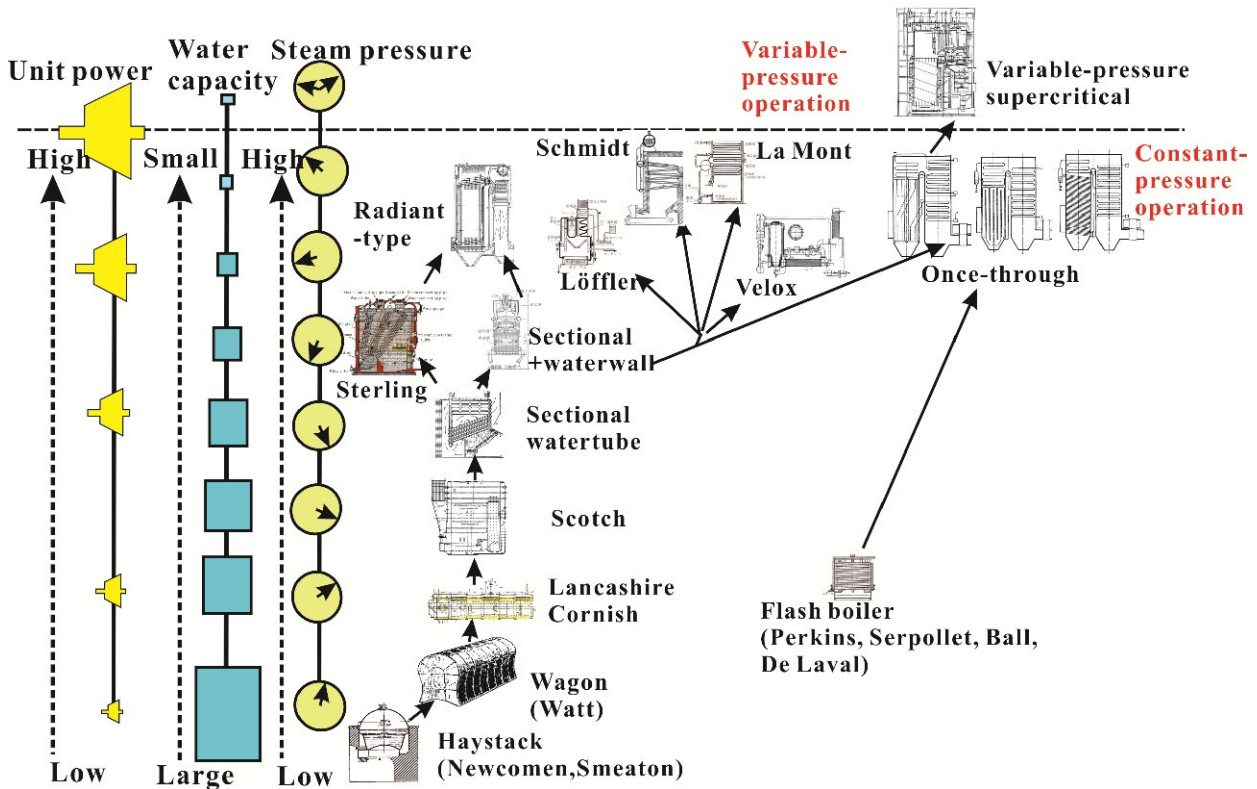 Unit power
Water
capacity
Steam pressure
Variable-
pressure
operation
Variable-pressure
supercritical
High
Small
High
Schmidt
La Mont
Constant-
pressure
operation
Radiant
-type
Löffler
Velox
Once-through
Sterling
Sectional
+waterwall
Sectional
watertube
Scotch
Lancashire
Cornish
Flash boiler
(Perkins, Serpollet, Ball,
De Laval)
Wagon
(Watt)
Haystack
(Newcomen,Smeaton)
Low
Large
Low